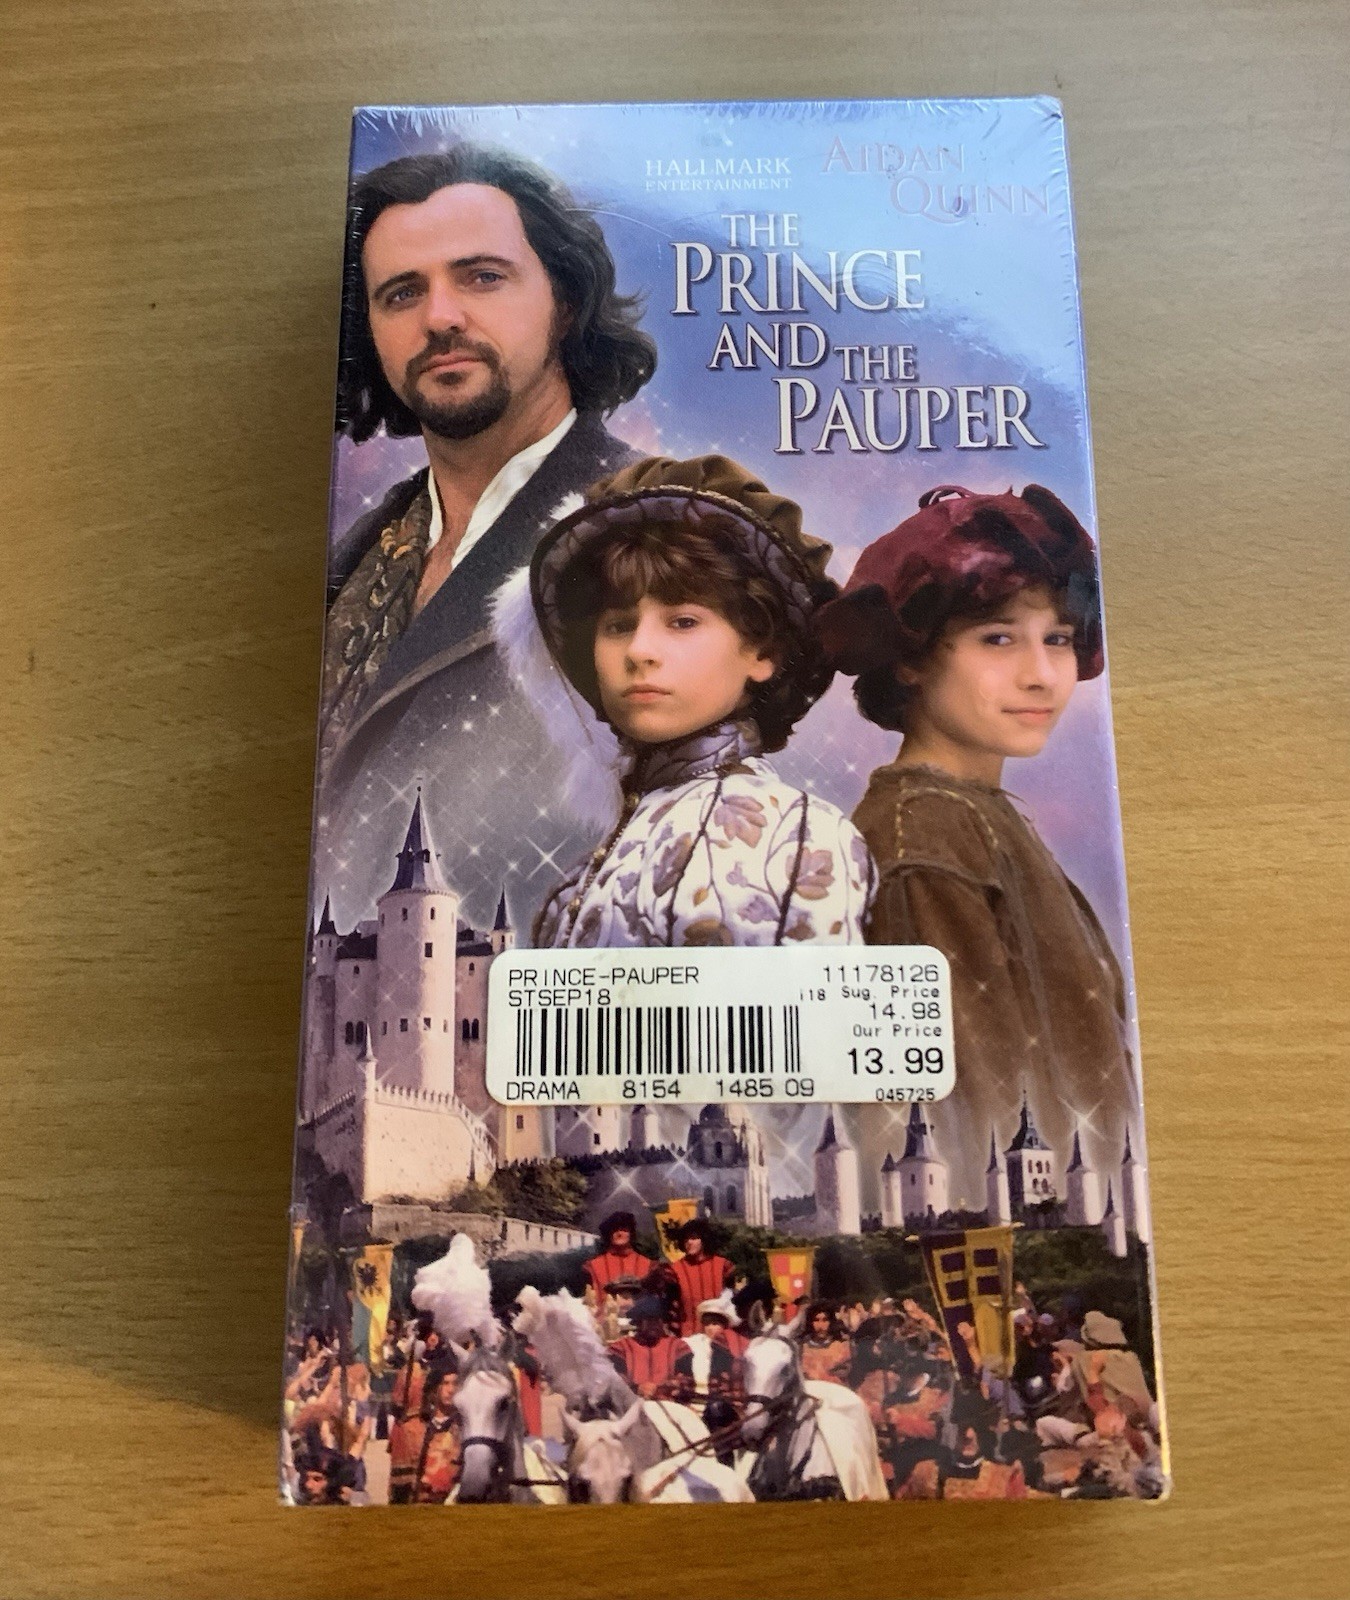 HALLMARK
ENTERTAINMENT
AIDAN
QUINN
THE
PRINCE
AND THE
PAUPER
PRINCE-PAUPER 11178126
STSEP18 i18 Sug. Price
14.98
Our Price
13.99
DRAMA 8154 1485 09 045725